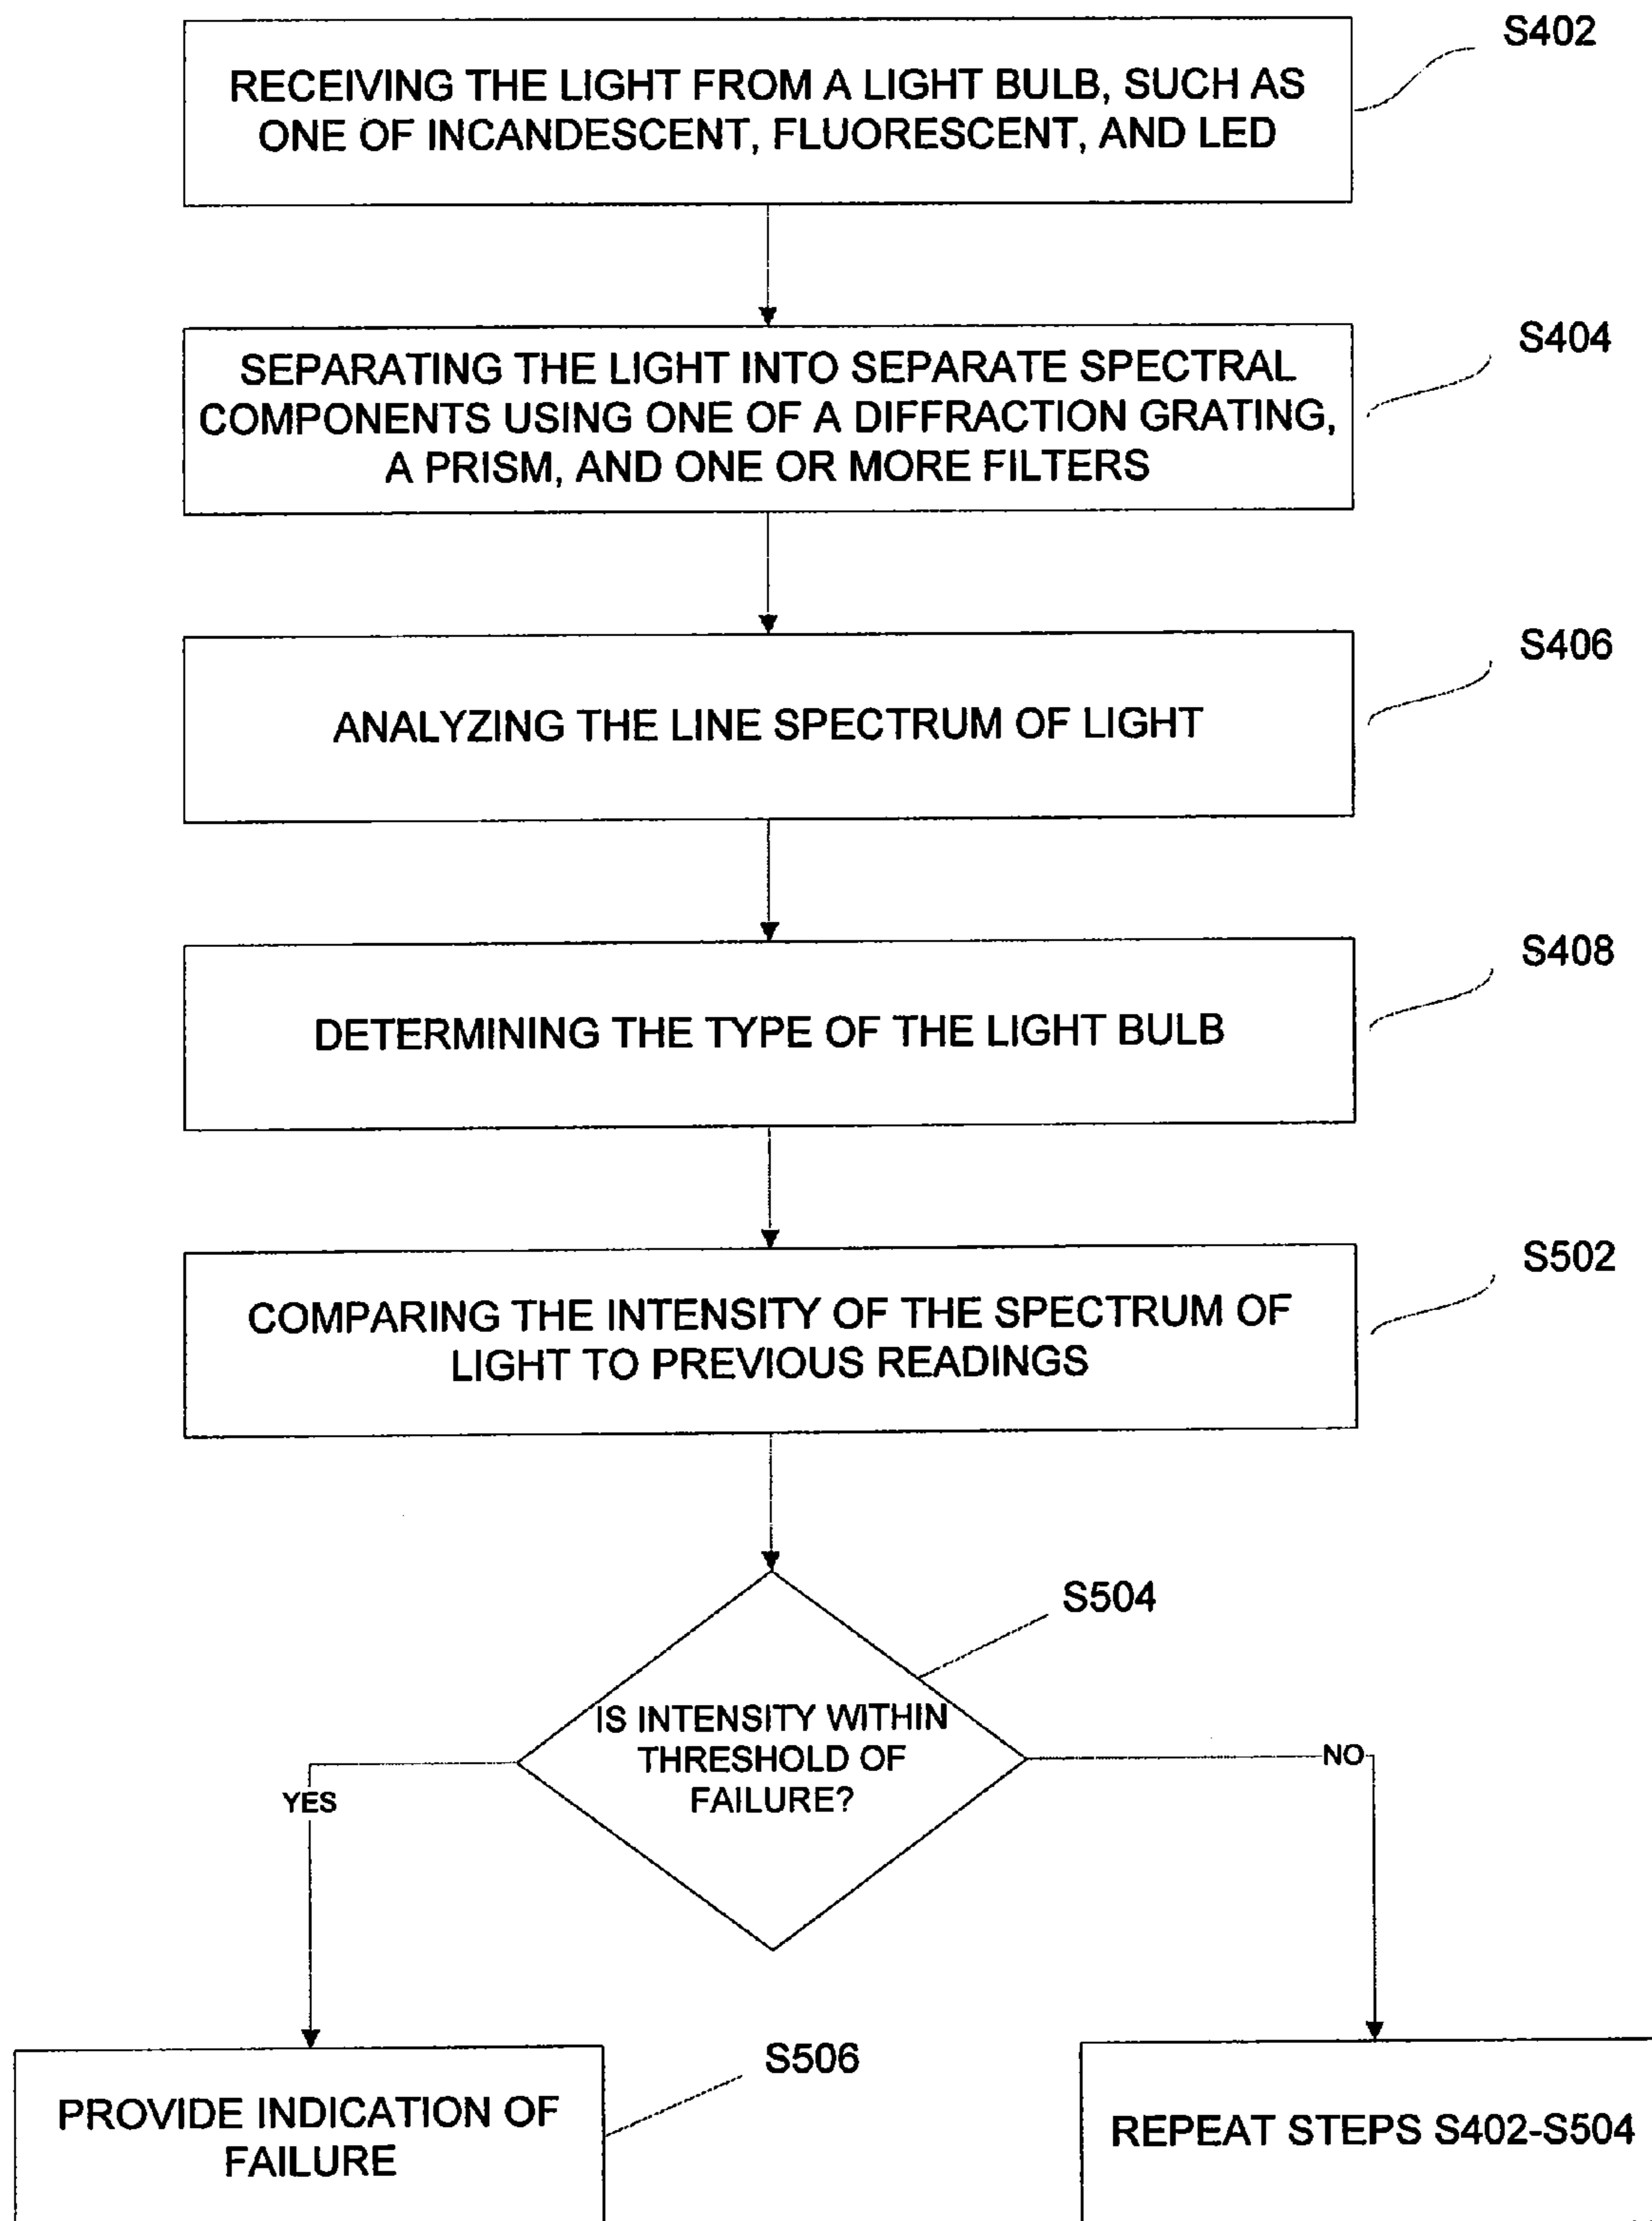 S402
RECEIVING THE LIGHT FROM A LIGHT BULB, SUCH AS
ONE OF INCANDESCENT, FLUORESCENT, AND LED
S404
SEPARATING THE LIGHT INTO SEPARATE SPECTRAL
COMPONENTS USING ONE OF A DIFFRACTION GRATING,
A PRISM, AND ONE OR MORE FILTERS
S406
ANALYZING THE LINE SPECTRUM OF LIGHT
S408
DETERMINING THE TYPE OF THE LIGHT BULB
S502
COMPARING THE INTENSITY OF THE SPECTRUM OF
LIGHT TO PREVIOUS READINGS
S504
IS INTENSITY WITHIN
THRESHOLD OF
FAILURE?
YES
NO
S506
PROVIDE INDICATION OF
FAILURE
REPEAT STEPS S402-S504